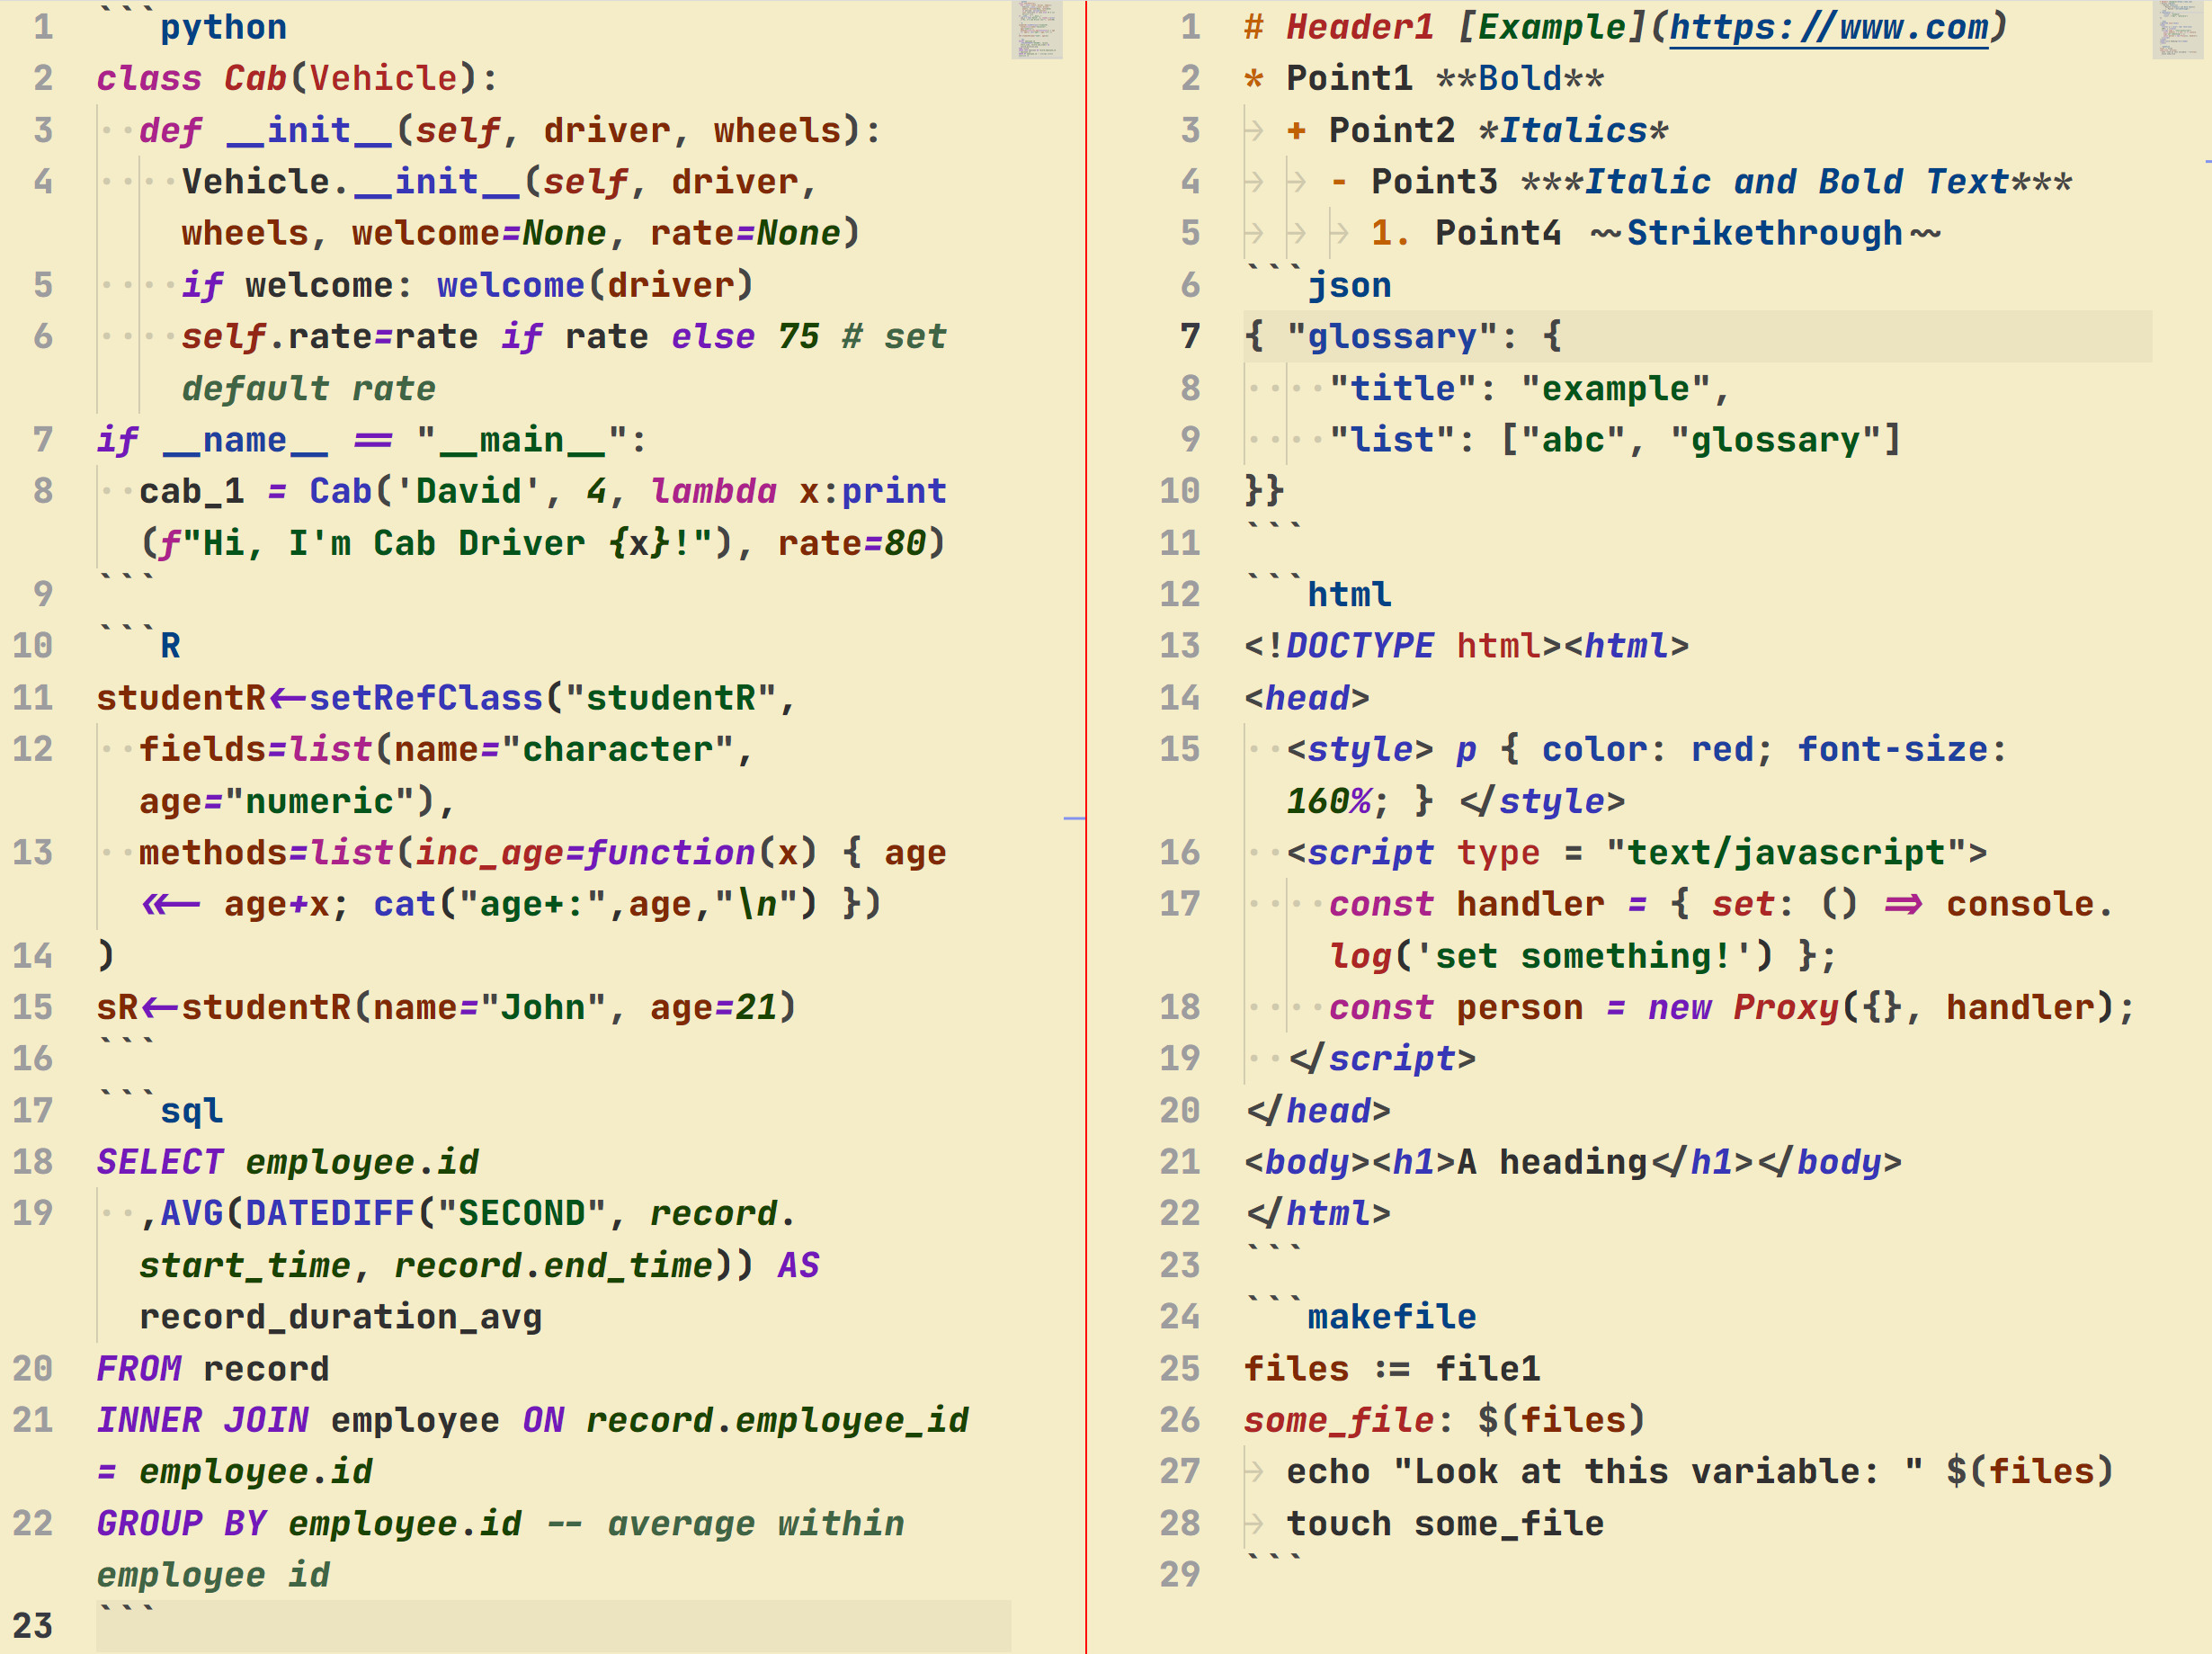 1 ```python
2 class Cab(Vehicle):
3 def __init__(self, driver, wheels):
4 Vehicle.__init__(self, driver,
wheels, welcome=None, rate=None)
5 if welcome: welcome(driver)
6 self.rate=rate if rate else 75 # set
default rate
7 if __name__ == "__main__":
8 cab_1 = Cab('David', 4, lambda x:print
(f"Hi, I'm Cab Driver {x}!"), rate=80)
9 ```
10 ```R
11 studentR<-setRefClass("studentR",
12 fields=list(name="character",
age="numeric"),
13 methods=list(inc_age=function(x) { age
<<- age+x; cat("age+:",age,"\n") })
14 )
15 sR<-studentR(name="John", age=21)
16 ```
17 ```sql
18 SELECT employee.id
19 ,AVG(DATEDIFF("SECOND", record.
start_time, record.end_time)) AS
record_duration_avg
20 FROM record
21 INNER JOIN employee ON record.employee_id
= employee.id
22 GROUP BY employee.id -- average within
employee id
23 ```
1 # Header1 [Example](https://www.com)
2 * Point1 **Bold**
3 + Point2 *Italics*
4 - Point3 ***Italic and Bold Text***
5 1. Point4 ~~Strikethrough~~
6 ```json
7 { "glossary": {
8 "title": "example",
9 "list": ["abc", "glossary"]
10 }}
11 ```
12 ```html
13 <!DOCTYPE html><html>
14 <head>
15 <style> p { color: red; font-size:
160%; } </style>
16 <script type = "text/javascript">
17 const handler = { set: () => console.
log('set something!') };
18 const person = new Proxy({}, handler);
19 </script>
20 </head>
21 <body><h1>A heading</h1></body>
22 </html>
23 ```
24 ```makefile
25 files := file1
26 some_file: $(files)
27 echo "Look at this variable: " $(files)
28 touch some_file
29 ```